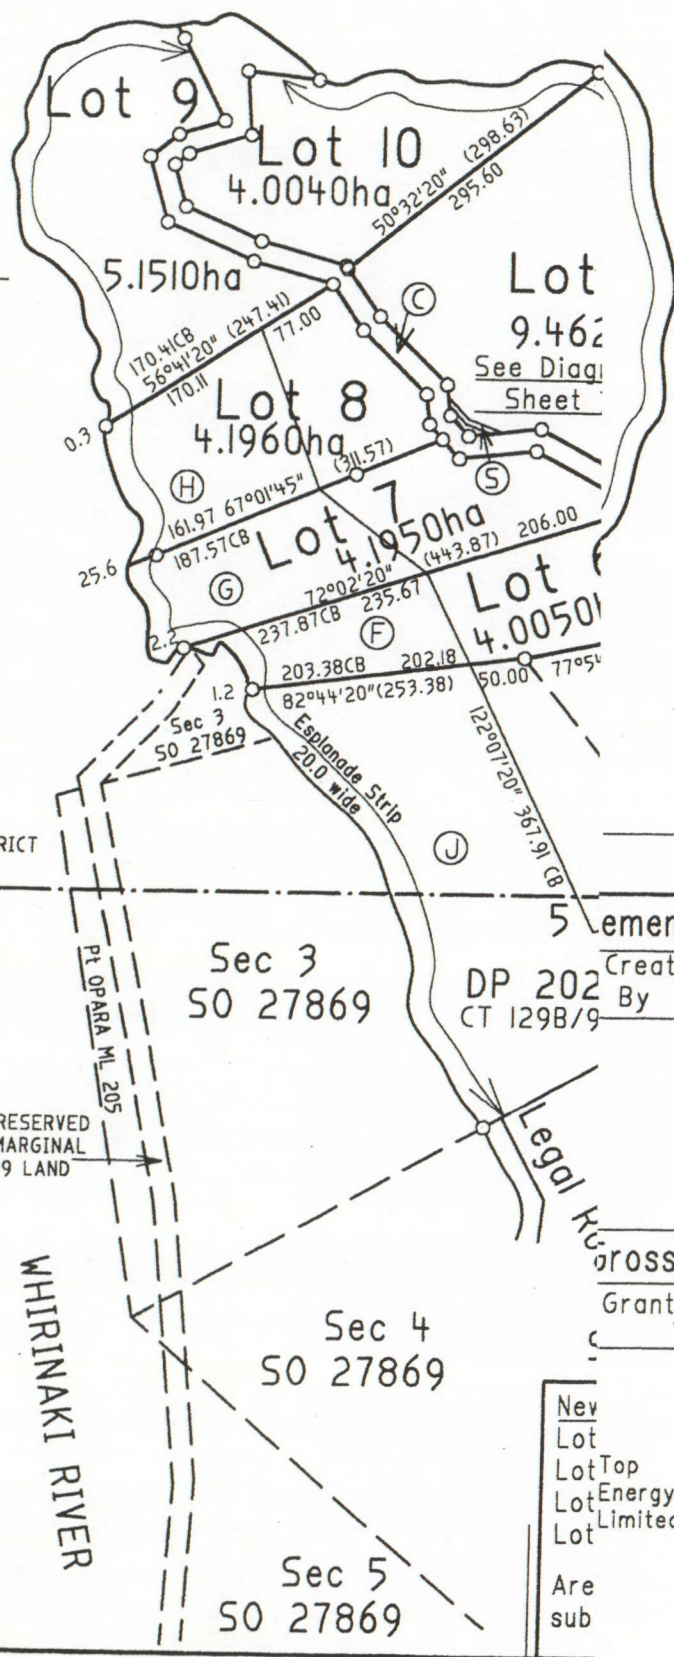 Lot 9
Lot 10
4.0040ha
50°32'20" (298.63)
295.60
5.1510ha
Lot
9.462
See Diag
Sheet
C
170.41CB
56°41'20" (247.41)
170.11
77.00
0.3
Lot 8
4.1960ha
(311.57)
S
H
161.97 67°01'45"
187.57CB
25.6
Lot 7
4.1950ha
206.00
(443.87)
72°02'20"
235.67
237.87CB
G
F
2.2
Lot
4.0050
203.38CB
202.18
82°44'20"(253.38)
50.00
77°54
1.2
Sec 3
SO 27869
Esplanade Strip
20.0 wide
122°07'20" 367.91 CB
J
RICT
5
emen
Creat
By
Sec 3
SO 27869
DP 202
CT 129B/9
Pt OPARA ML 205
RESERVED
MARGINAL
9 LAND
Legal
ross
Grant
WHIRINAKI RIVER
Sec 4
SO 27869
New
Lot
Lot
Lot
Lot
Top
Energy
Limited
Are
sub
Sec 5
SO 27869